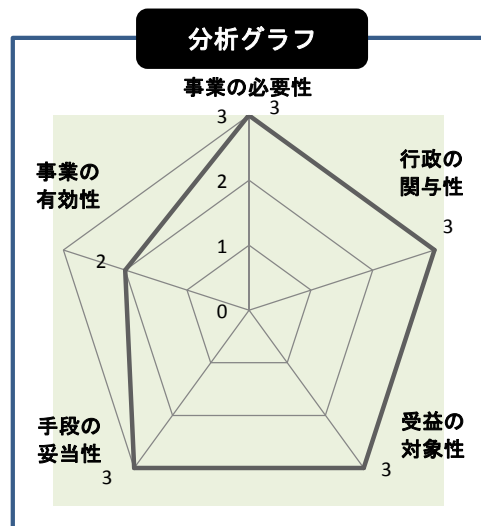 分析グラフ
事業の必要性
3
3
行政の
関与性
3
事業の
有効性
2
2
1
0
手段の
妥当性
3
受益の
対象性
3